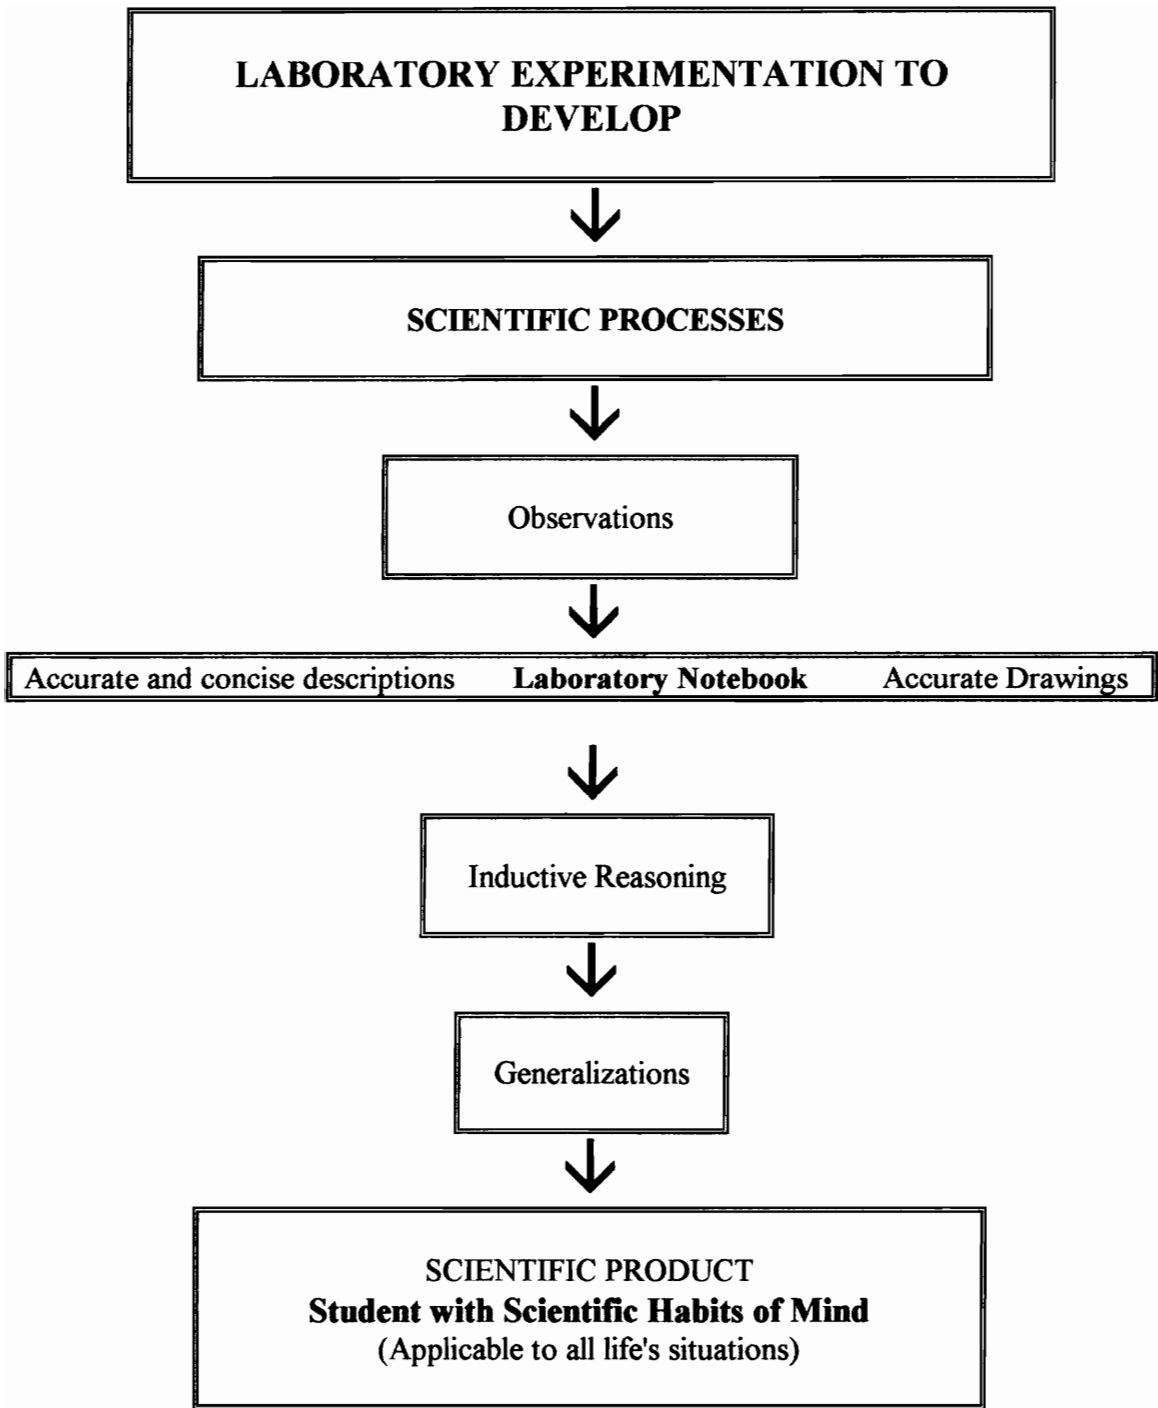 LABORATORY EXPERIMENTATION TO
DEVELOP
SCIENTIFIC PROCESSES
Observations
Accurate and concise descriptions Laboratory Notebook Accurate Drawings
Inductive Reasoning
Generalizations
SCIENTIFIC PRODUCT
Student with Scientific Habits of Mind
(Applicable to all life's situations)